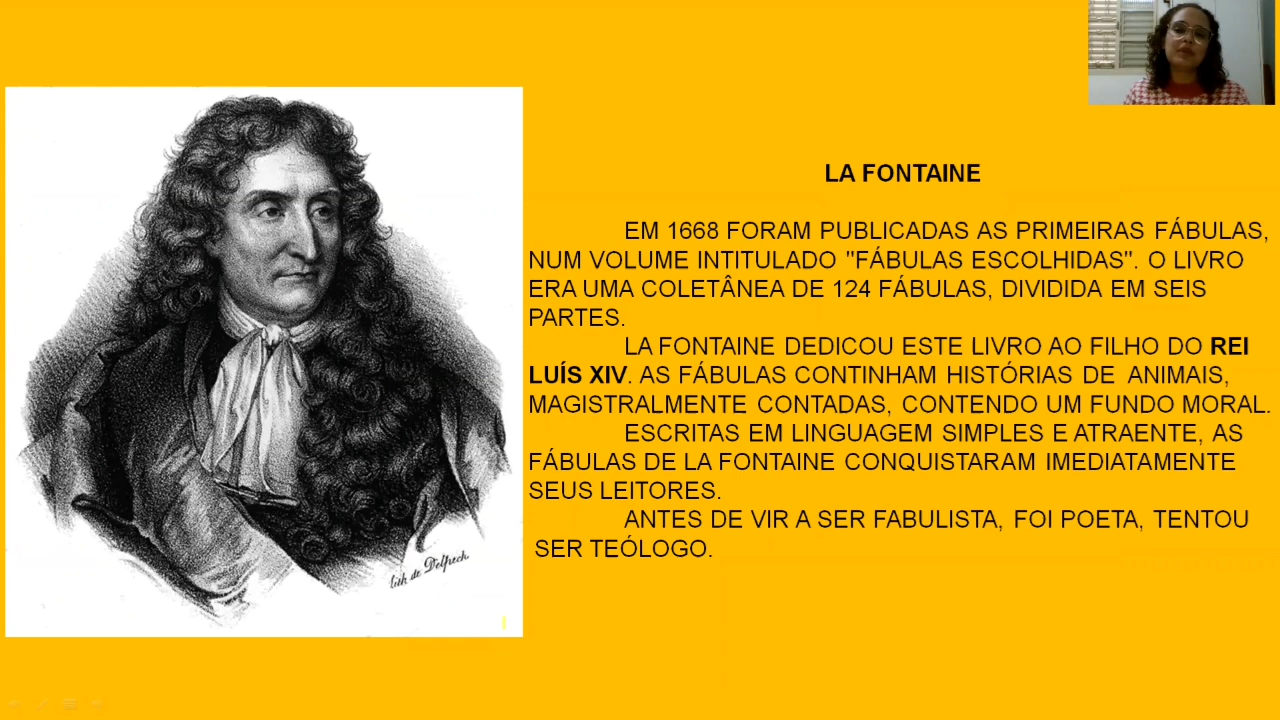 LA FONTAINE
EM 1668 FORAM PUBLICADAS AS PRIMEIRAS FÁBULAS,
NUM VOLUME INTITULADO "FÁBULAS ESCOLHIDAS". O LIVRO
ERA UMA COLETÂNEA DE 124 FÁBULAS, DIVIDIDA EM SEIS
PARTES.
LA FONTAINE DEDICOU ESTE LIVRO AO FILHO DO REI
LUÍS XIV. AS FÁBULAS CONTINHAM HISTÓRIAS DE ANIMAIS,
MAGISTRALMENTE CONTADAS, CONTENDO UM FUNDO MORAL.
ESCRITAS EM LINGUAGEM SIMPLES E ATRAENTE, AS
FÁBULAS DE LA FONTAINE CONQUISTARAM IMEDIATAMENTE
SEUS LEITORES.
ANTES DE VIR A SER FABULISTA, FOI POETA, TENTOU
SER TEÓLOGO.
lith de Delpech